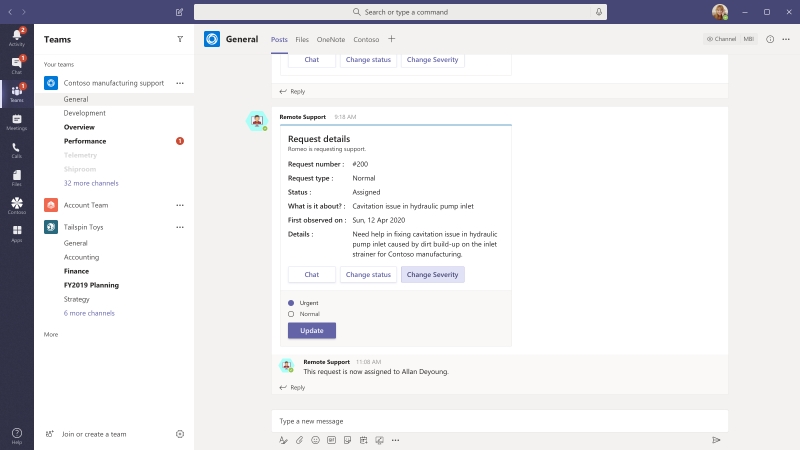 Search or type a command
2
Activity
1
Chat
1
Teams
Meetings
Calls
Files
Contoso
Apps
Help
Teams
Your teams
Contoso manufacturing support
General
Development
Overview
Performance 1
Telemetry
Shiproom
32 more channels
Account Team
Tailspin Toys
General
Accounting
Finance
FY2019 Planning
Strategy
6 more channels
More
Join or create a team
General Posts Files OneNote Contoso Channel MBI
Chat Change status Change Severity
Reply
Remote Support 9:18 AM
Request details
Romeo is requesting support.
Request number : #200
Request type : Normal
Status : Assigned
What is it about? : Cavitation issue in hydraulic pump inlet
First observed on : Sun, 12 Apr 2020
Details : Need help in fixing cavitation issue in hydraulic
pump inlet caused by dirt build-up on the inlet
strainer for Contoso manufacturing.
Chat Change status Change Severity
Urgent
Normal
Update
Remote Support 11:08 AM
This request is now assigned to Allan Deyoung.
Reply
Type a new message